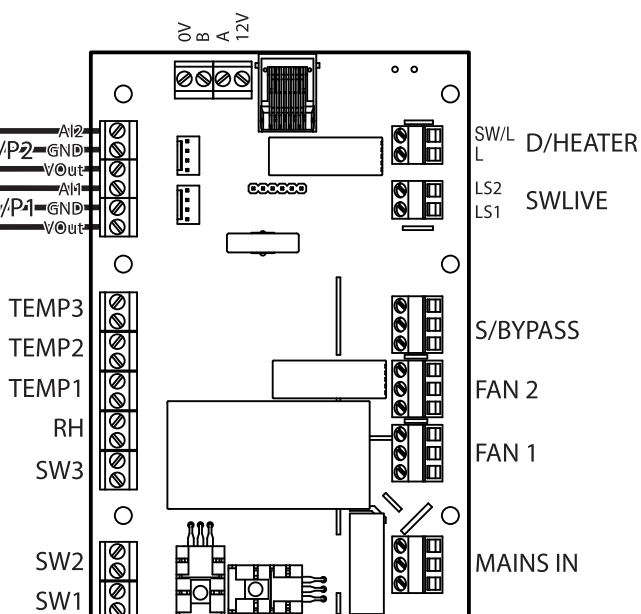 0V
B
A
12V
AI2
/P2
GND
VOut
AI1
/P1
GND
VOut
TEMP3
TEMP2
TEMP1
RH
SW3
SW2
SW1
SW/L
L
D/HEATER
LS2
LS1
SWLIVE
S/BYPASS
FAN 2
FAN 1
MAINS IN